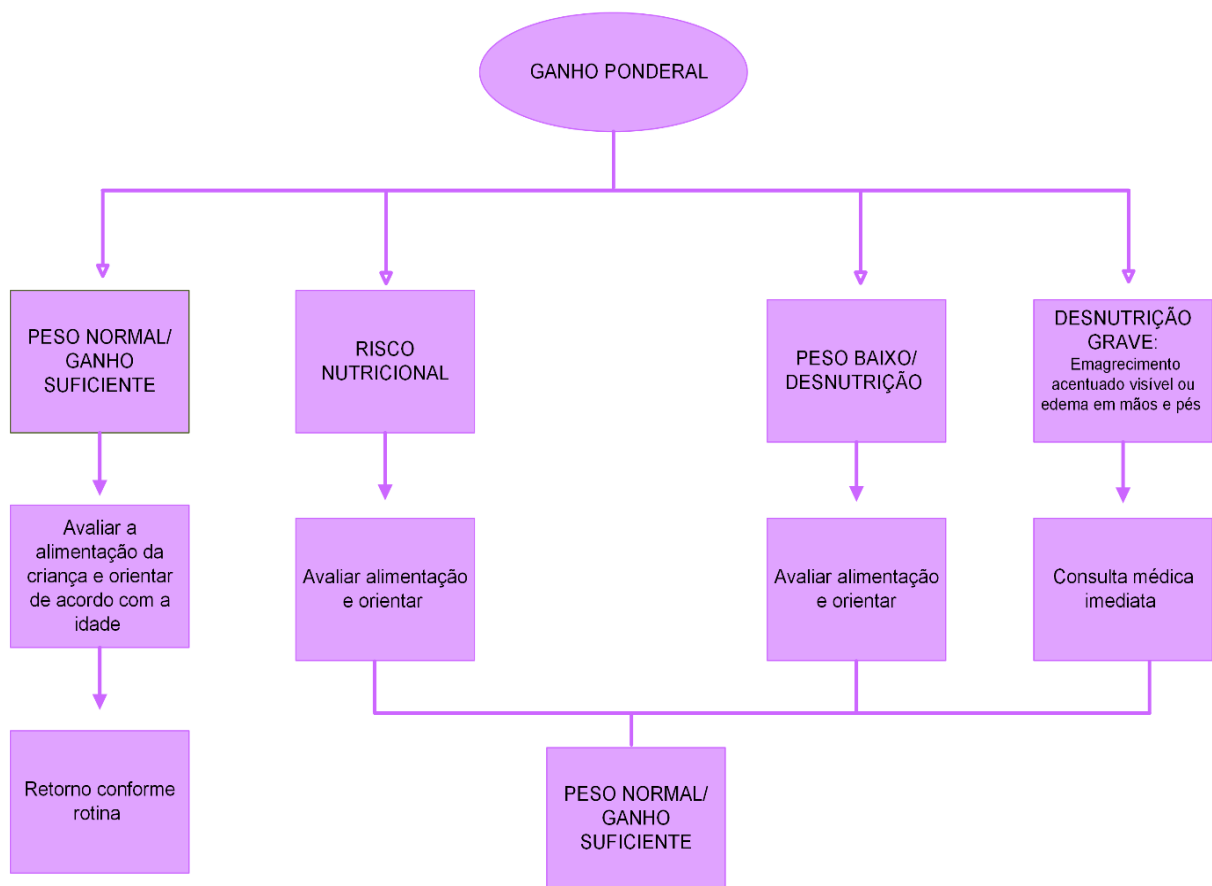 GANHO PONDERAL
PESO NORMAL/
GANHO
SUFICIENTE
RISCO
NUTRICIONAL
PESO BAIXO/
DESNUTRIÇÃO
DESNUTRIÇÃO
GRAVE:
Emagrecimento
acentuado visível ou
edema em mãos e pés
Avaliar a
alimentação da
criança e orientar
de acordo com a
idade
Avaliar alimentação
e orientar
Avaliar alimentação
e orientar
Consulta médica
imediata
Retorno conforme
rotina
PESO NORMAL/
GANHO
SUFICIENTE